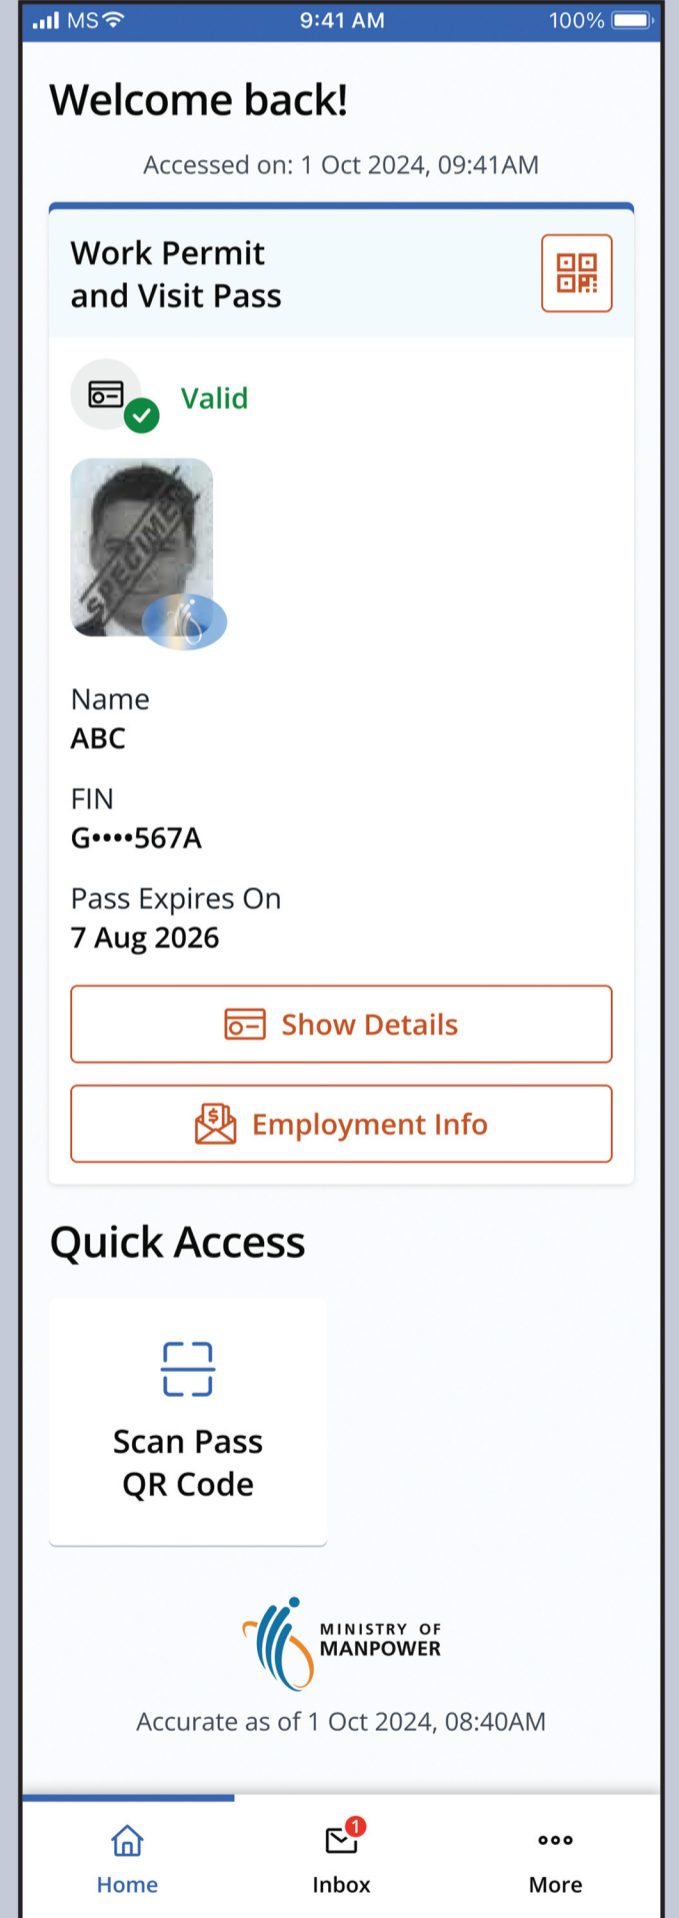 MS
9:41 AM
100%
Welcome back!
Accessed on: 1 Oct 2024, 09:41AM
Work Permit
and Visit Pass
Valid
SPECIMEN
Name
ABC
FIN
G••••567A
Pass Expires On
7 Aug 2026
Show Details
Employment Info
Quick Access
Scan Pass
QR Code
MINISTRY OF
MANPOWER
Accurate as of 1 Oct 2024, 08:40AM
1
Home
Inbox
More